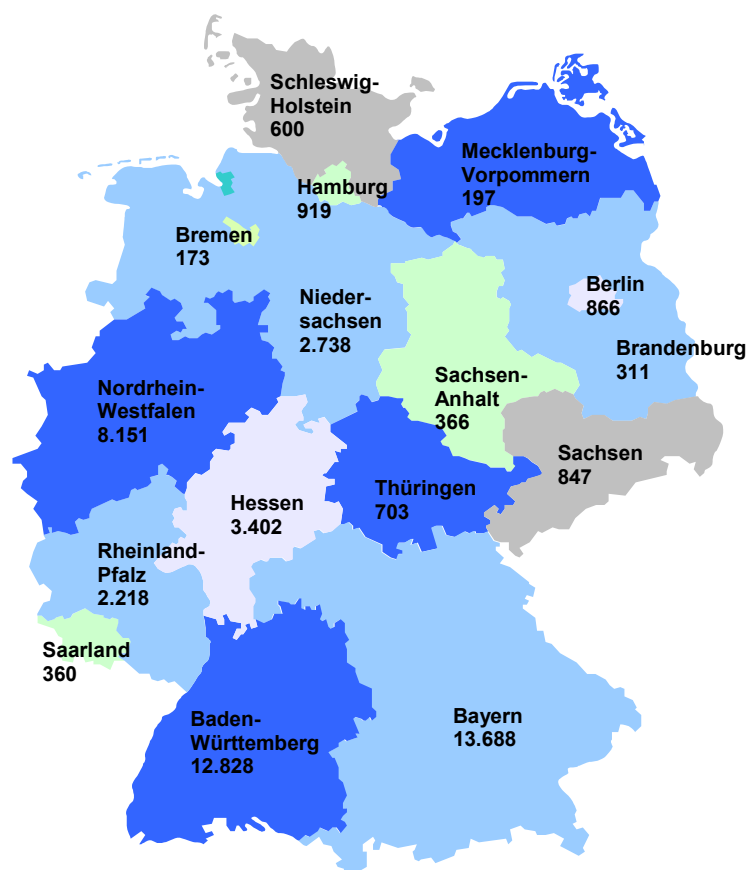 Schleswig-
Holstein
600
Mecklenburg-
Vorpommern
197
Hamburg
919
Bremen
173
Berlin
866
Nieder-
sachsen
2.738
Brandenburg
311
Sachsen-
Anhalt
366
Nordrhein-
Westfalen
8.151
Sachsen
847
Thüringen
703
Hessen
3.402
Rheinland-
Pfalz
2.218
Saarland
360
Baden-
Württemberg
12.828
Bayern
13.688